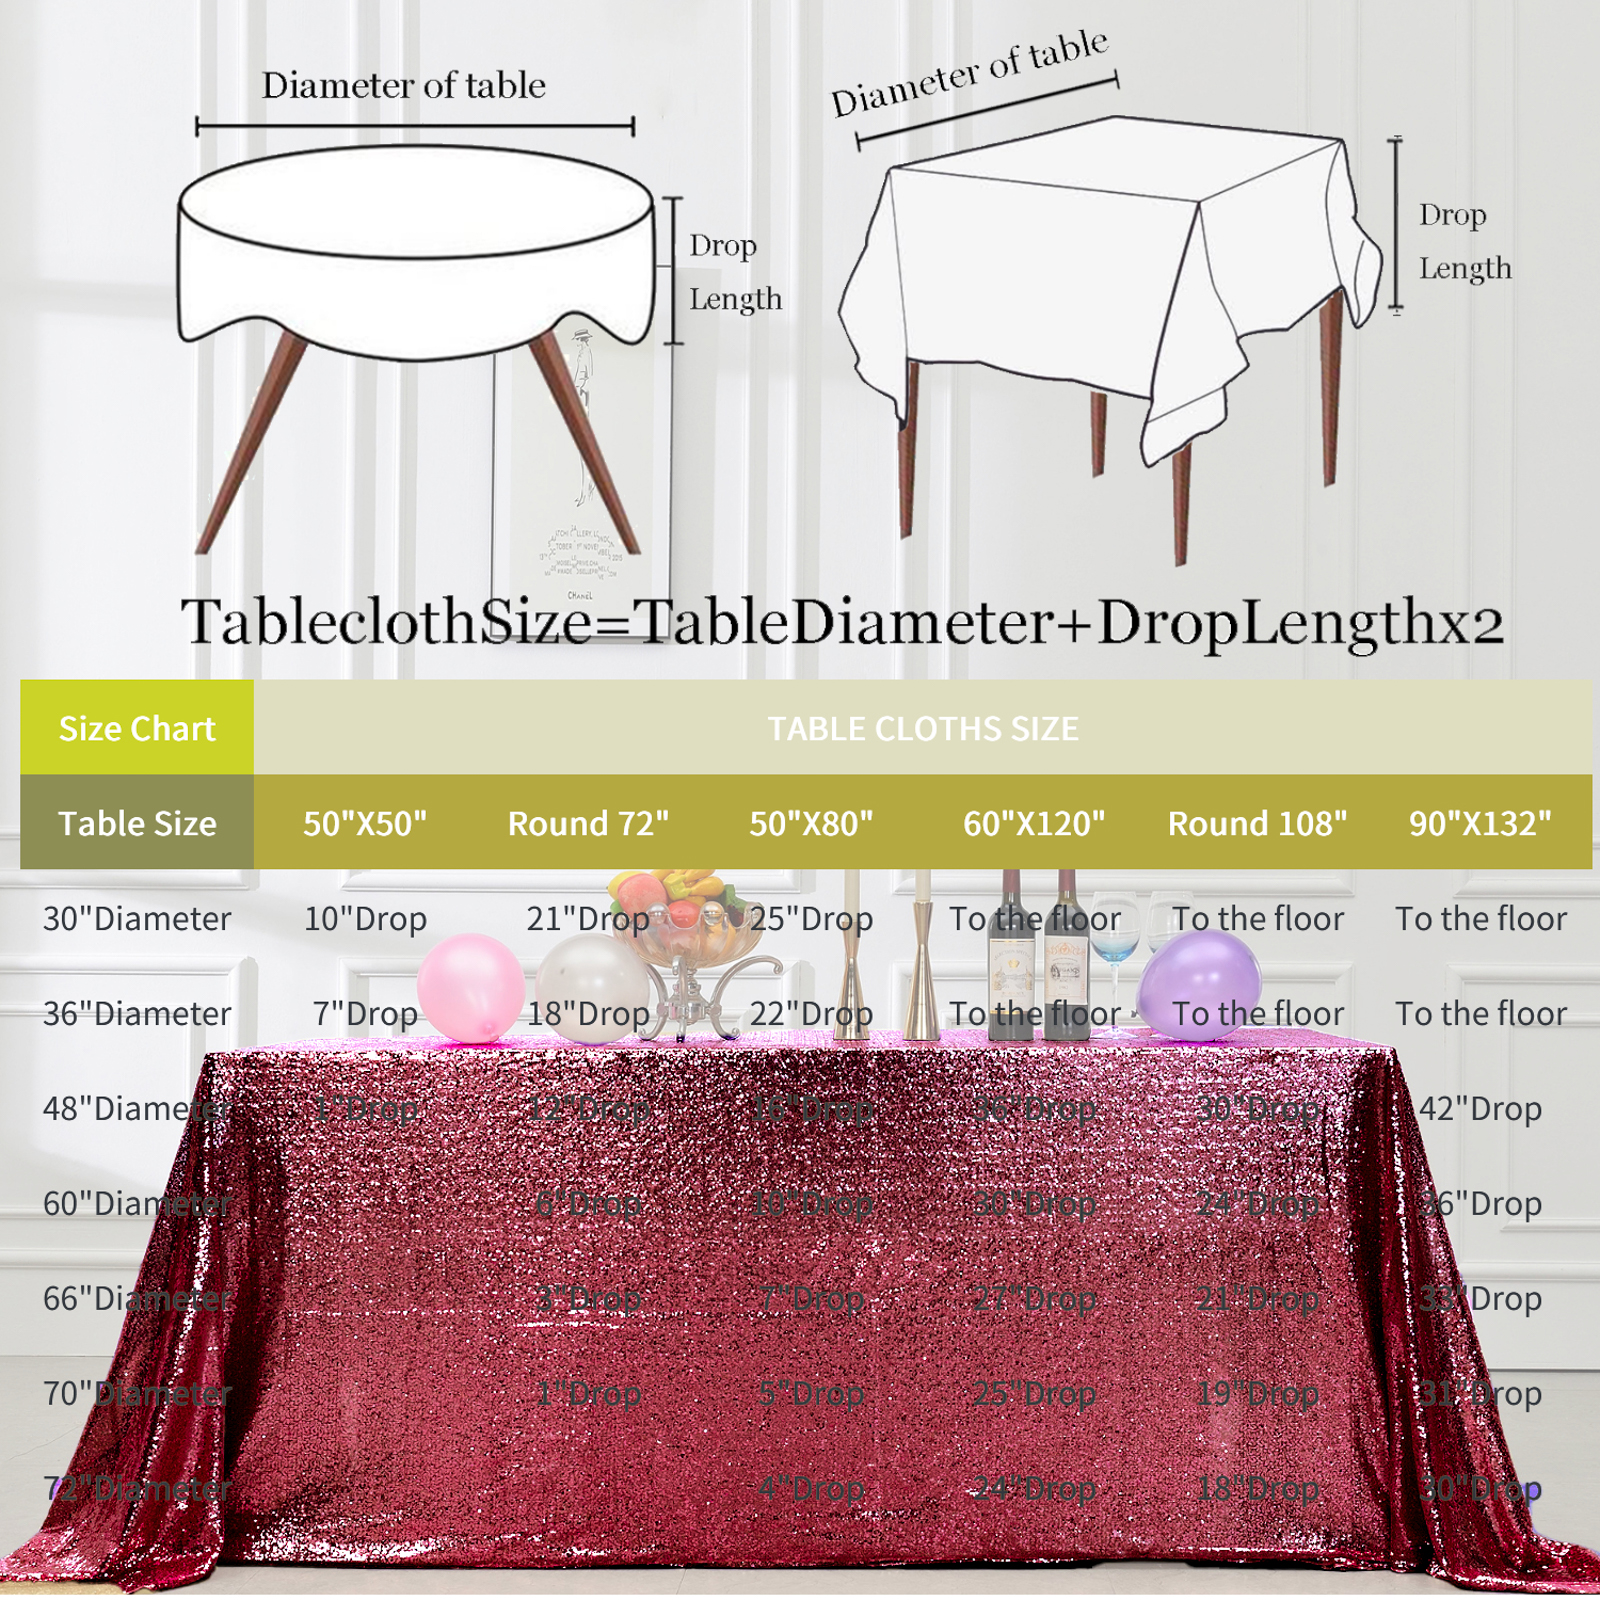 Diameter of table
Diameter of table
Drop
Length
Drop
Length
CHANEL
TableclothSize=TableDiameter+DropLengthx2
Size Chart TABLE CLOTHS SIZE
Table Size 50"X50" Round 72" 50"X80" 60"X120" Round 108" 90"X132"
30"Diameter 10"Drop 21"Drop 25"Drop To the floor To the floor To the floor
36"Diameter 7"Drop 18"Drop 22"Drop To the floor To the floor To the floor
48"Diameter 1"Drop 12"Drop 16"Drop 36"Drop 30"Drop 42"Drop
60"Diameter 6"Drop 10"Drop 30"Drop 24"Drop 36"Drop
66"Diameter 3"Drop 7"Drop 27"Drop 21"Drop 33"Drop
70"Diameter 1"Drop 5"Drop 25"Drop 19"Drop 31"Drop
72"Diameter 4"Drop 24"Drop 18"Drop 30"Drop